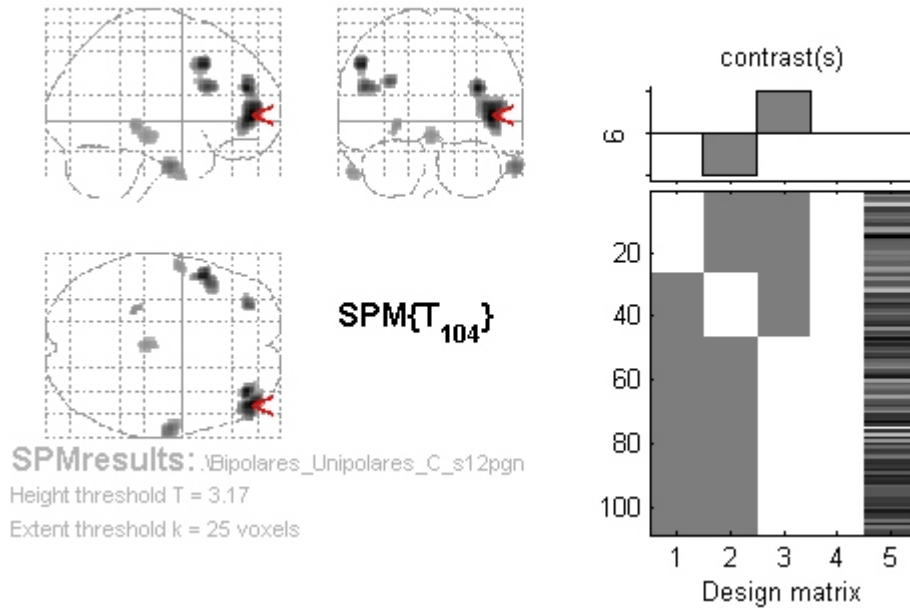 contrast(s)
6
SPM{T104}
SPMresults: .\Bipolares_Unipolares_C_s12pgn
Height threshold T = 3.17
Extent threshold k = 25 voxels
20
40
60
80
100
1 2 3 4 5
Design matrix